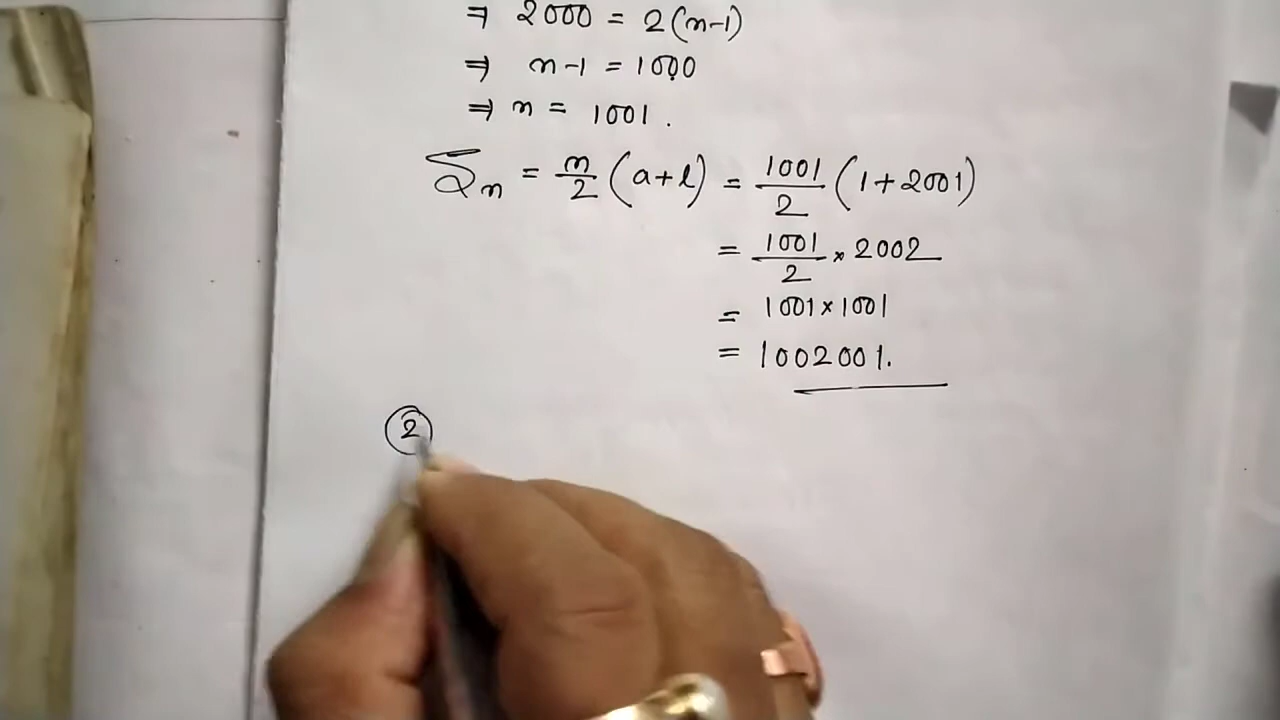 ⇒ 2000 = 2(n-1)
⇒ n-1 = 1000
⇒ n = 1001.
Sn = n/2 (a+l) = 1001/2 (1+2001)
= 1001/2 × 2002
= 1001×1001
= 1002001.
②